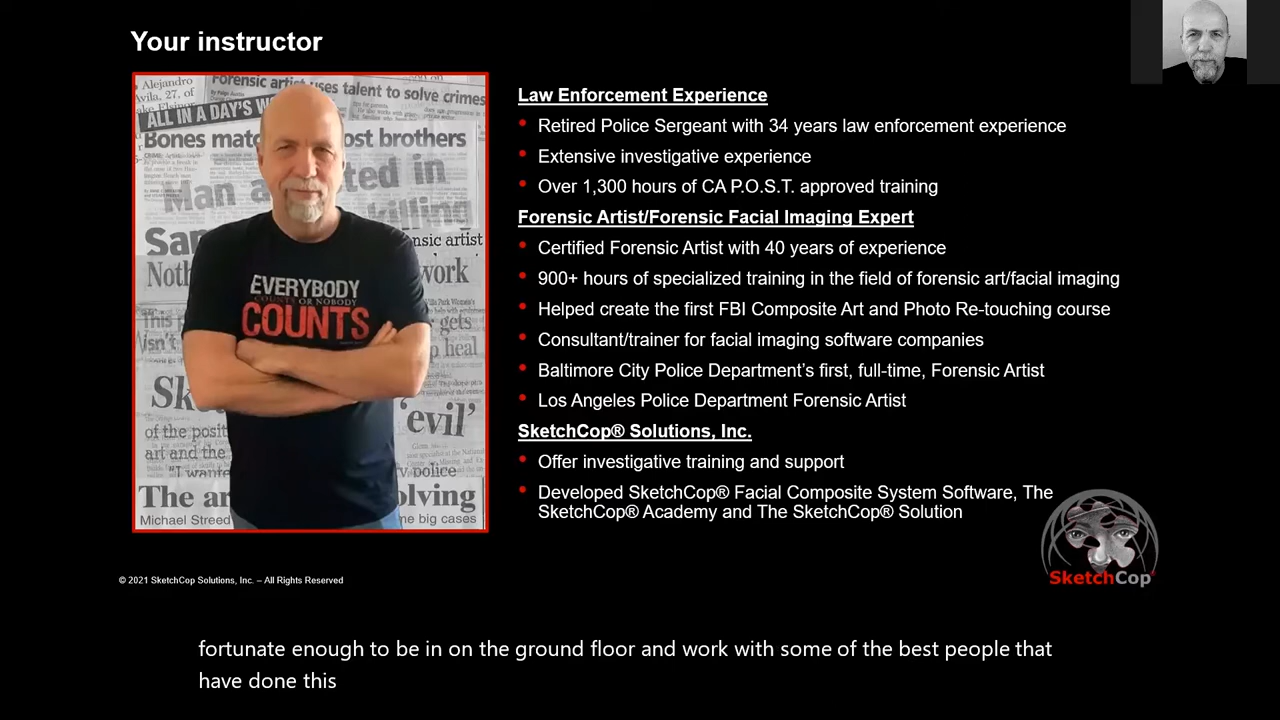 Your instructor
Alejandro
Avila, 27, of
Forensic artist uses talent to solve crimes
ALL IN A DAY'S W
Bones mat ost brothers
Man a ted in
killing
San nsic artist
Noth work
EVERYBODY
COUNTS OR NOBODY
COUNTS
This p gets
isn't p heal
Sk
of the posit 'evil'
art and the
"I wante police
The ar olving
Michael Streed ne big cases
Law Enforcement Experience
• Retired Police Sergeant with 34 years law enforcement experience
• Extensive investigative experience
• Over 1,300 hours of CA P.O.S.T. approved training
Forensic Artist/Forensic Facial Imaging Expert
• Certified Forensic Artist with 40 years of experience
• 900+ hours of specialized training in the field of forensic art/facial imaging
• Helped create the first FBI Composite Art and Photo Re-touching course
• Consultant/trainer for facial imaging software companies
• Baltimore City Police Department's first, full-time, Forensic Artist
• Los Angeles Police Department Forensic Artist
SketchCop® Solutions, Inc.
• Offer investigative training and support
• Developed SketchCop® Facial Composite System Software, The
SketchCop® Academy and The SketchCop® Solution
SketchCop
© 2021 SketchCop Solutions, Inc. – All Rights Reserved
fortunate enough to be in on the ground floor and work with some of the best people that
have done this